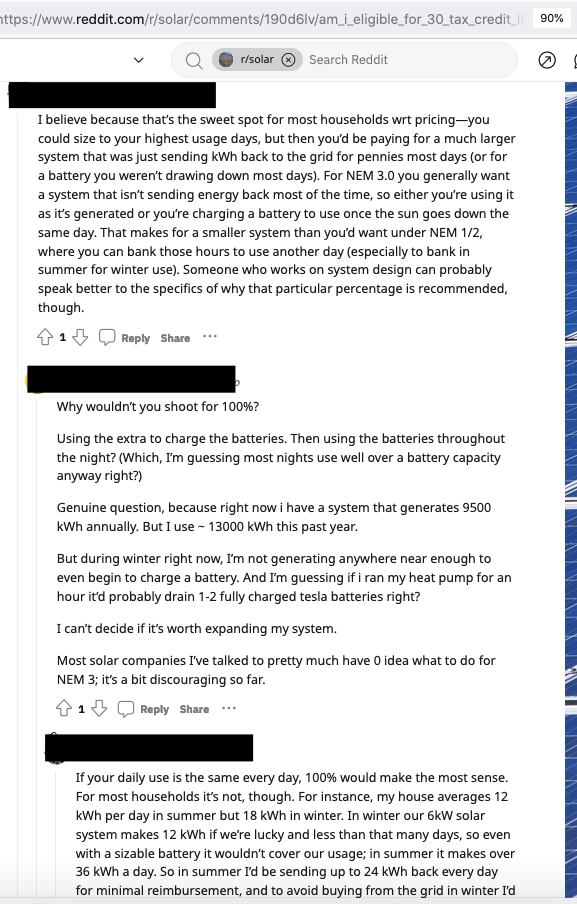 https://www.reddit.com/r/solar/comments/190d6lv/am_i_eligible_for_30_tax_credit_if
90%
r/solar
Search Reddit
I believe because that's the sweet spot for most households wrt pricing—you
could size to your highest usage days, but then you'd be paying for a much larger
system that was just sending kWh back to the grid for pennies most days (or for
a battery you weren't drawing down most days). For NEM 3.0 you generally want
a system that isn't sending energy back most of the time, so either you're using it
as it's generated or you're charging a battery to use once the sun goes down the
same day. That makes for a smaller system than you'd want under NEM 1/2,
where you can bank those hours to use another day (especially to bank in
summer for winter use). Someone who works on system design can probably
speak better to the specifics of why that particular percentage is recommended,
though.
1 Reply Share ...
Why wouldn't you shoot for 100%?
Using the extra to charge the batteries. Then using the batteries throughout
the night? (Which, I'm guessing most nights use well over a battery capacity
anyway right?)
Genuine question, because right now i have a system that generates 9500
kWh annually. But I use ~ 13000 kWh this past year.
But during winter right now, I'm not generating anywhere near enough to
even begin to charge a battery. And I'm guessing if i ran my heat pump for an
hour it'd probably drain 1-2 fully charged tesla batteries right?
I can't decide if it's worth expanding my system.
Most solar companies I've talked to pretty much have 0 idea what to do for
NEM 3; it's a bit discouraging so far.
1 Reply Share ...
If your daily use is the same every day, 100% would make the most sense.
For most households it's not, though. For instance, my house averages 12
kWh per day in summer but 18 kWh in winter. In winter our 6kW solar
system makes 12 kWh if we're lucky and less than that many days, so even
with a sizable battery it wouldn't cover our usage; in summer it makes over
36 kWh a day. So in summer I'd be sending up to 24 kWh back every day
for minimal reimbursement, and to avoid buying from the grid in winter I'd